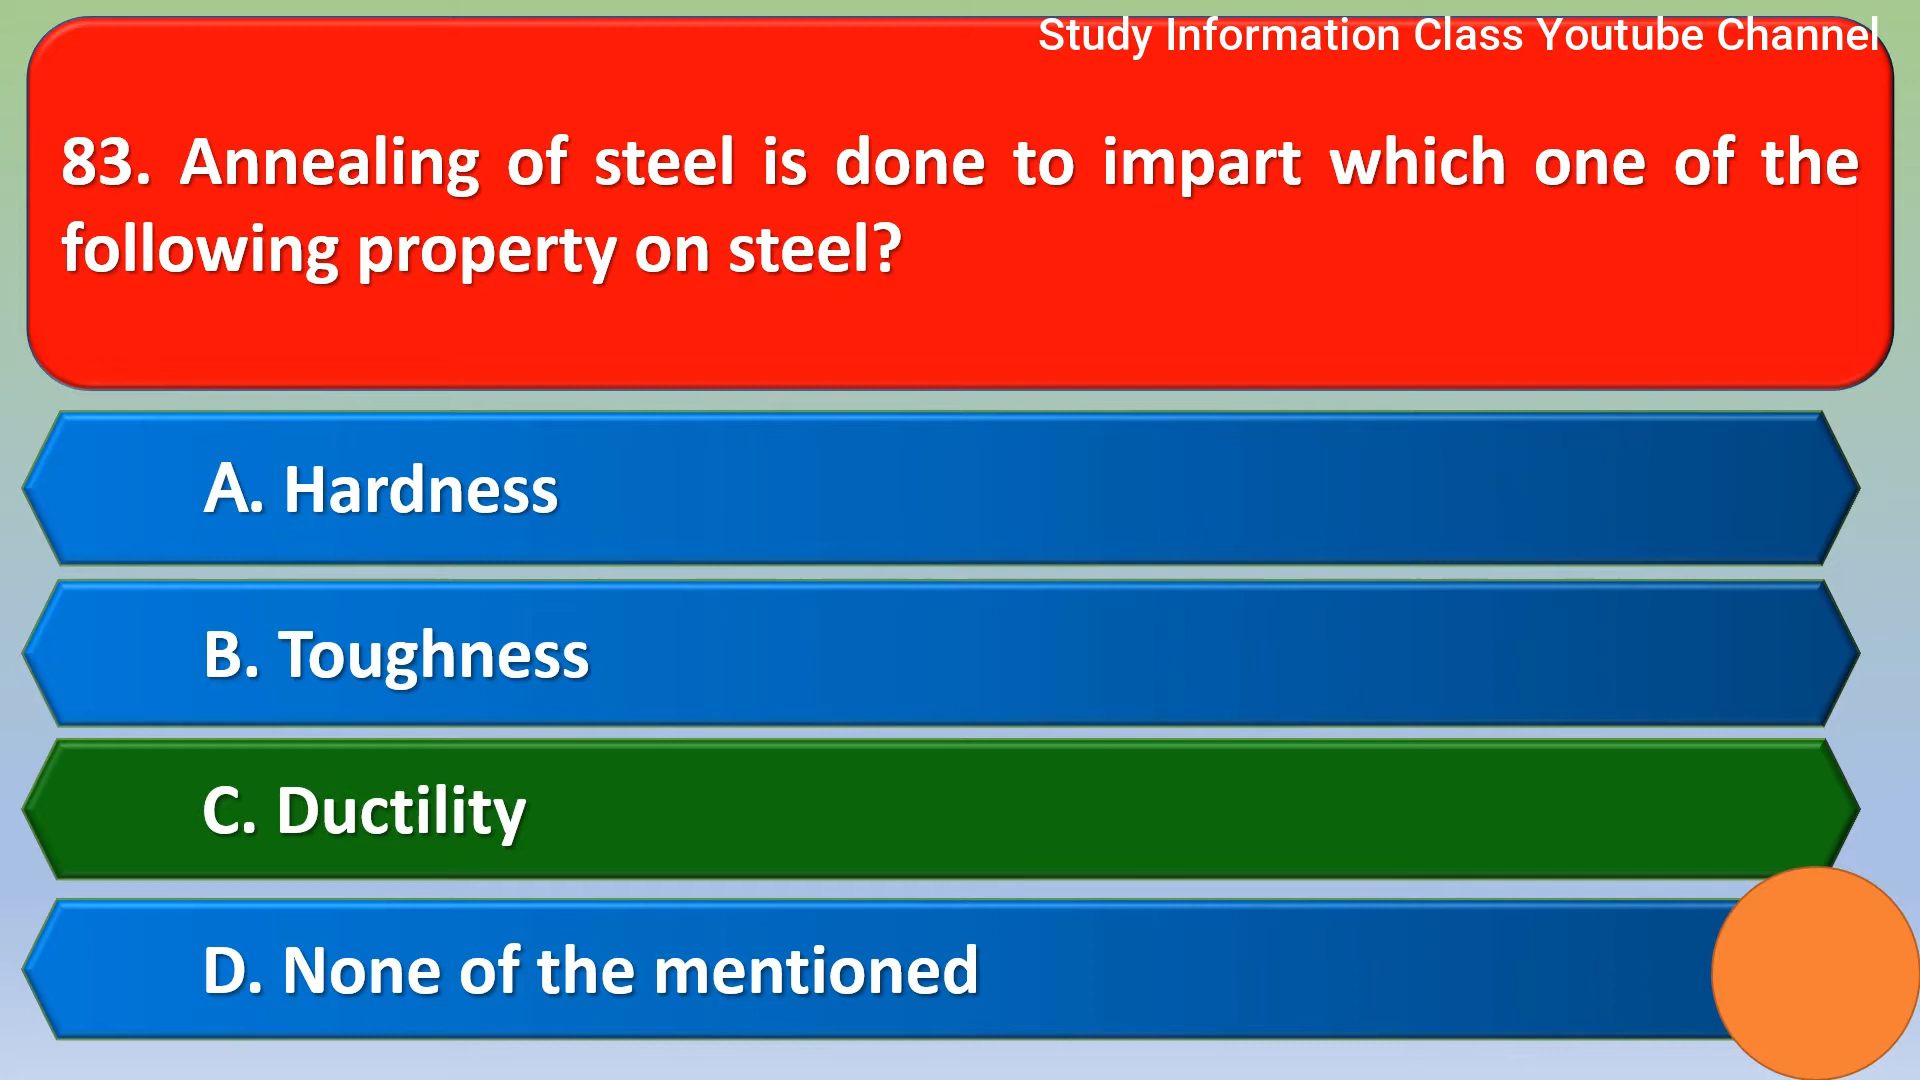 Study Information Class Youtube Channel
83. Annealing of steel is done to impart which one of the
following property on steel?
A. Hardness
B. Toughness
C. Ductility
D. None of the mentioned